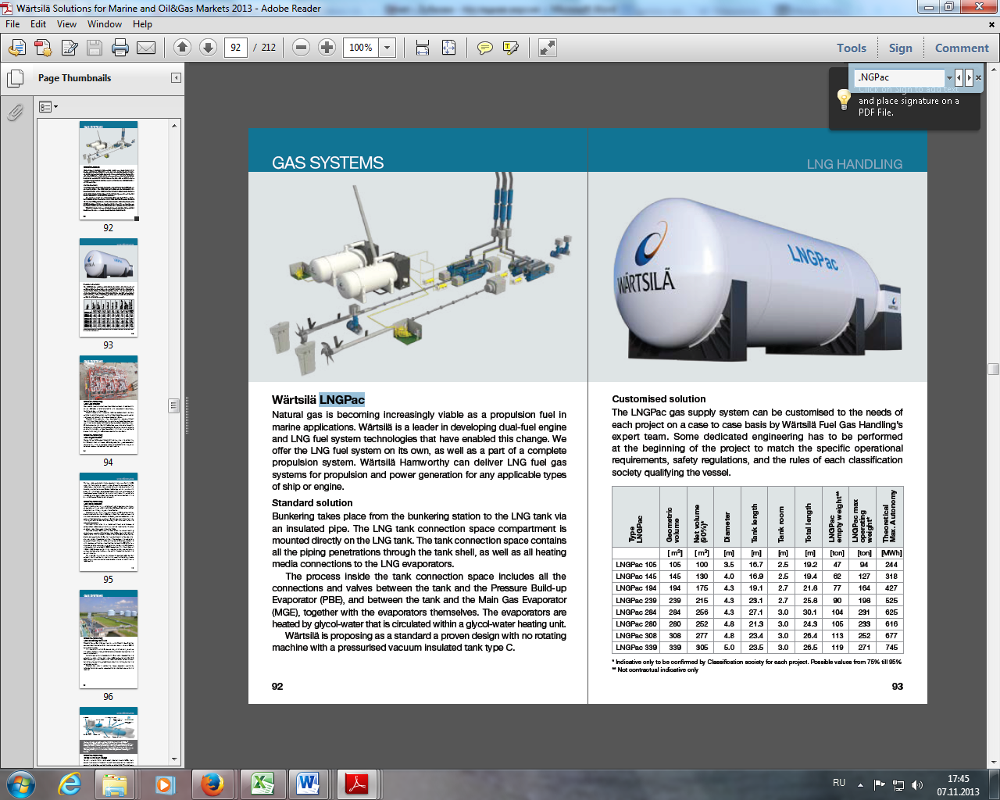 Wärtsilä Solutions for Marine and Oil&Gas Markets 2013 - Adobe Reader
File Edit View Window Help
92 / 212 100% Tools Sign Comment
Page Thumbnails
NGPac
Click on Sign to add text
and place signature on a
PDF File.
92
93
94
95
96
GAS SYSTEMS
LNG HANDLING
WÄRTSILÄ
LNGPac
Wärtsilä LNGPac
Natural gas is becoming increasingly viable as a propulsion fuel in
marine applications. Wärtsilä is a leader in developing dual-fuel engine
and LNG fuel system technologies that have enabled this change. We
offer the LNG fuel system on its own, as well as a part of a complete
propulsion system. Wärtsilä Hamworthy can deliver LNG fuel gas
systems for propulsion and power generation for any applicable types
of ship or engine.
Standard solution
Bunkering takes place from the bunkering station to the LNG tank via
an insulated pipe. The LNG tank connection space compartment is
mounted directly on the LNG tank. The tank connection space contains
all the piping penetrations through the tank shell, as well as all heating
media connections to the LNG evaporators.
The process inside the tank connection space includes all the
connections and valves between the tank and the Pressure Build-up
Evaporator (PBE), and between the tank and the Main Gas Evaporator
(MGE), together with the evaporators themselves. The evaporators are
heated by glycol-water that is circulated within a glycol-water heating unit.
Wärtsilä is proposing as a standard a proven design with no rotating
machine with a pressurised vacuum insulated tank type C.
92
Customised solution
The LNGPac gas supply system can be customised to the needs of
each project on a case to case basis by Wärtsilä Fuel Gas Handling's
expert team. Some dedicated engineering has to be performed
at the beginning of the project to match the specific operational
requirements, safety regulations, and the rules of each classification
society qualifying the vessel.
Type LNGPac Geometric volume Net volume (90%)* Diameter Tank length Tank room Total length LNGPac empty weight** LNGPac max operating weight* Theoretical Max. Autonomy
[ m³] [ m³] [m] [m] [m] [m] [ton] [ton] [MWh]
LNGPac 105 105 100 3.5 16.7 2.5 19.2 47 94 244
LNGPac 145 145 130 4.0 16.9 2.5 19.4 62 127 318
LNGPac 194 194 175 4.3 19.1 2.7 21.8 77 164 427
LNGPac 239 239 215 4.3 23.1 2.7 25.8 90 196 525
LNGPac 284 284 256 4.3 27.1 3.0 30.1 104 231 625
LNGPac 280 280 252 4.8 21.3 3.0 24.3 105 233 616
LNGPac 308 308 277 4.8 23.4 3.0 26.4 113 252 677
LNGPac 339 339 305 5.0 23.5 3.0 26.5 119 271 745
* Indicative only to be confirmed by Classification society for each project. Possible values from 75% till 95%
** Not contractual indicative only
93
RU
17:45
07.11.2013